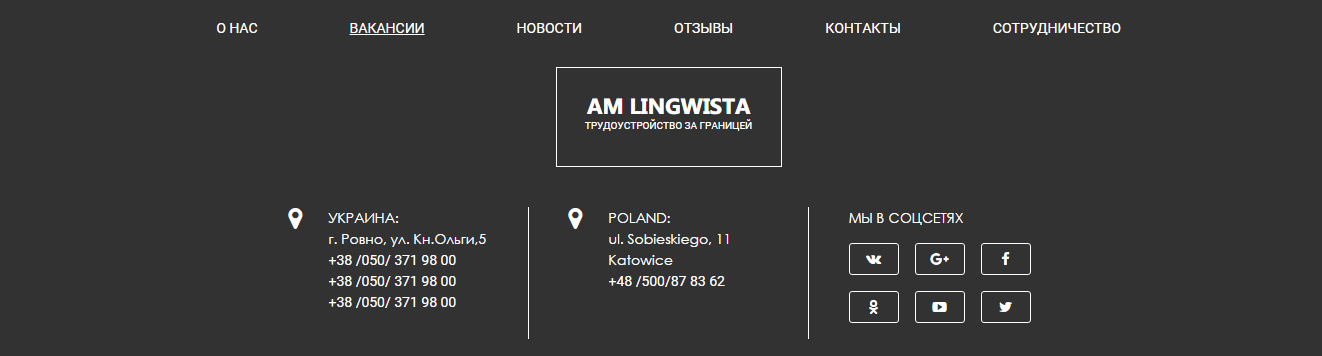 О НАС ВАКАНСИИ НОВОСТИ ОТЗЫВЫ КОНТАКТЫ СОТРУДНИЧЕСТВО
AM LINGWISTA
ТРУДОУСТРОЙСТВО ЗА ГРАНИЦЕЙ
УКРАИНА:
г. Ровно, ул. Кн.Ольги,5
+38 /050/ 371 98 00
+38 /050/ 371 98 00
+38 /050/ 371 98 00
POLAND:
ul. Sobieskiego, 11
Katowice
+48 /500/87 83 62
МЫ В СОЦСЕТЯХ
G+